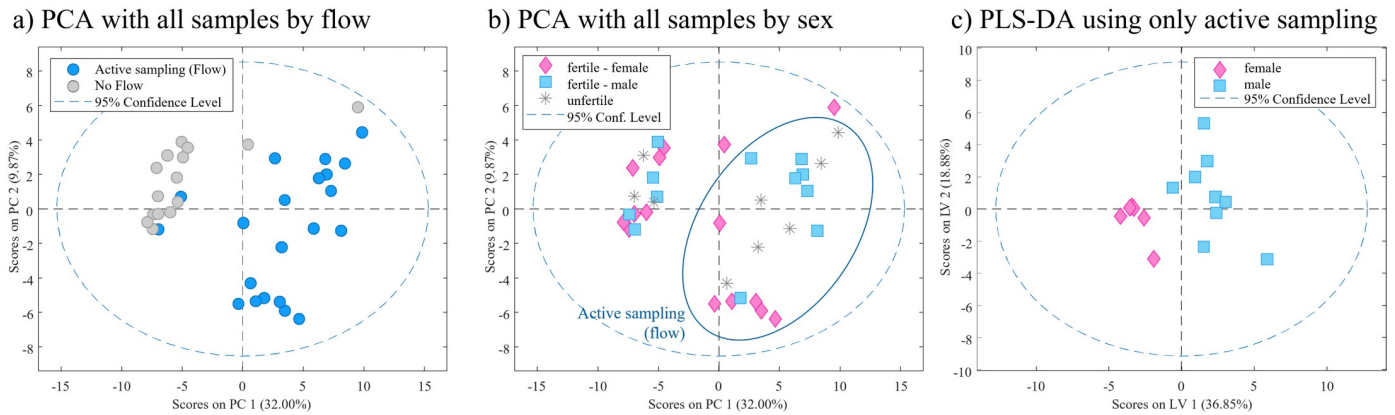 a) PCA with all samples by flow
Active sampling (Flow)
No Flow
95% Confidence Level
8
6
4
2
0
-2
-4
-6
-8
Scores on PC 2 (9.87%)
-15
-10
-5
0
5
10
15
Scores on PC 1 (32.00%)
b) PCA with all samples by sex
fertile - female
fertile - male
unfertile
95% Conf. Level
Active sampling
(flow)
8
6
4
2
0
-2
-4
-6
-8
Scores on PC 2 (9.87%)
-15
-10
-5
0
5
10
15
Scores on PC 1 (32.00%)
c) PLS-DA using only active sampling
female
male
95% Confidence Level
10
8
6
4
2
0
-2
-4
-6
-8
-10
Scores on LV 2 (18.88%)
-10
-5
0
5
10
Scores on LV 1 (36.85%)